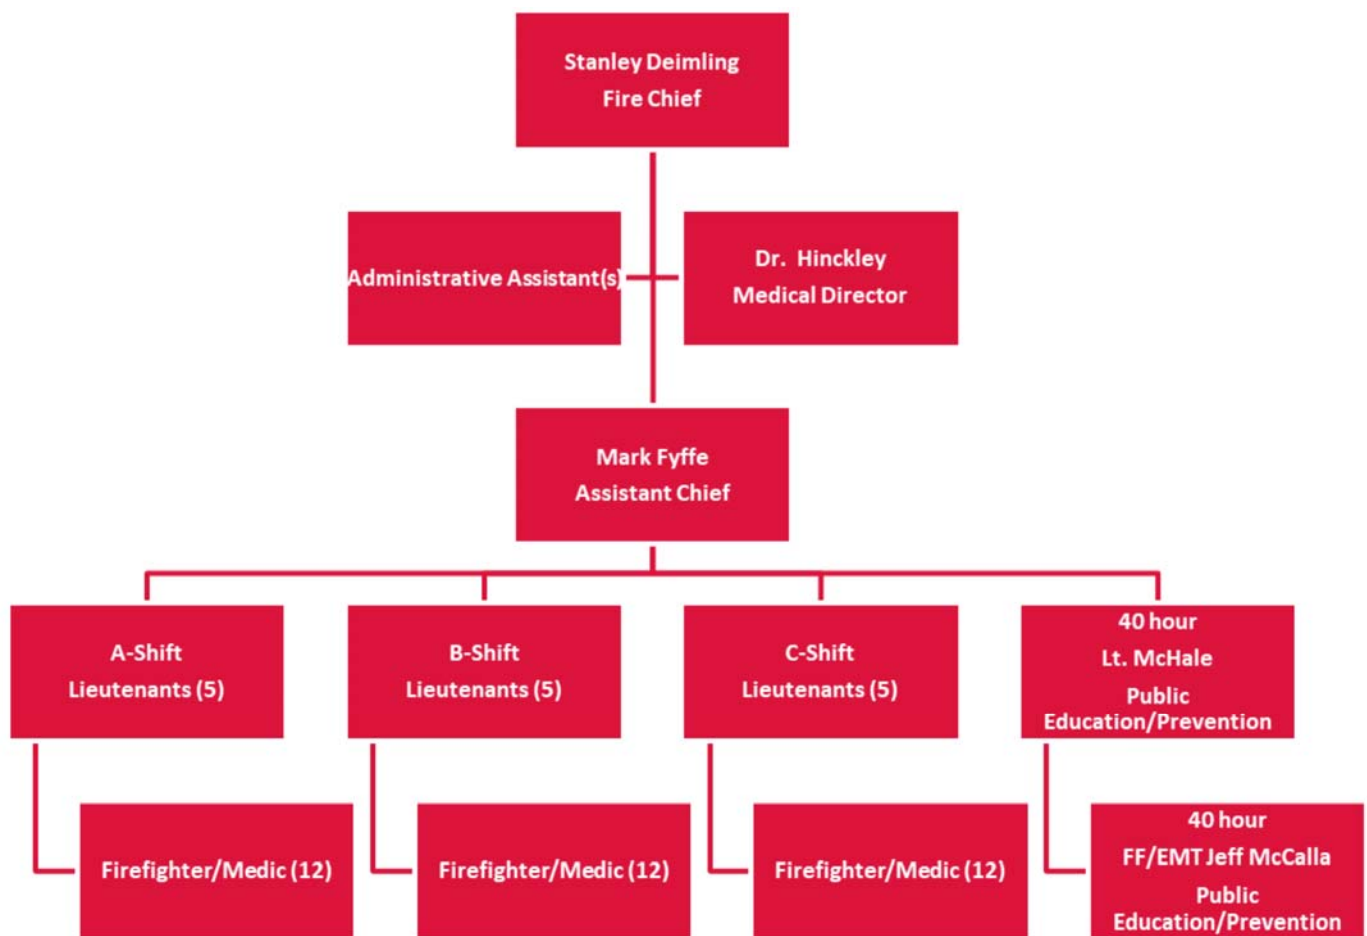 Stanley Deimling
Fire Chief
Administrative Assistant(s)
Dr. Hinckley
Medical Director
Mark Fyffe
Assistant Chief
A-Shift
Lieutenants (5)
B-Shift
Lieutenants (5)
C-Shift
Lieutenants (5)
40 hour
Lt. McHale
Public
Education/Prevention
Firefighter/Medic (12)
Firefighter/Medic (12)
Firefighter/Medic (12)
40 hour
FF/EMT Jeff McCalla
Public
Education/Prevention